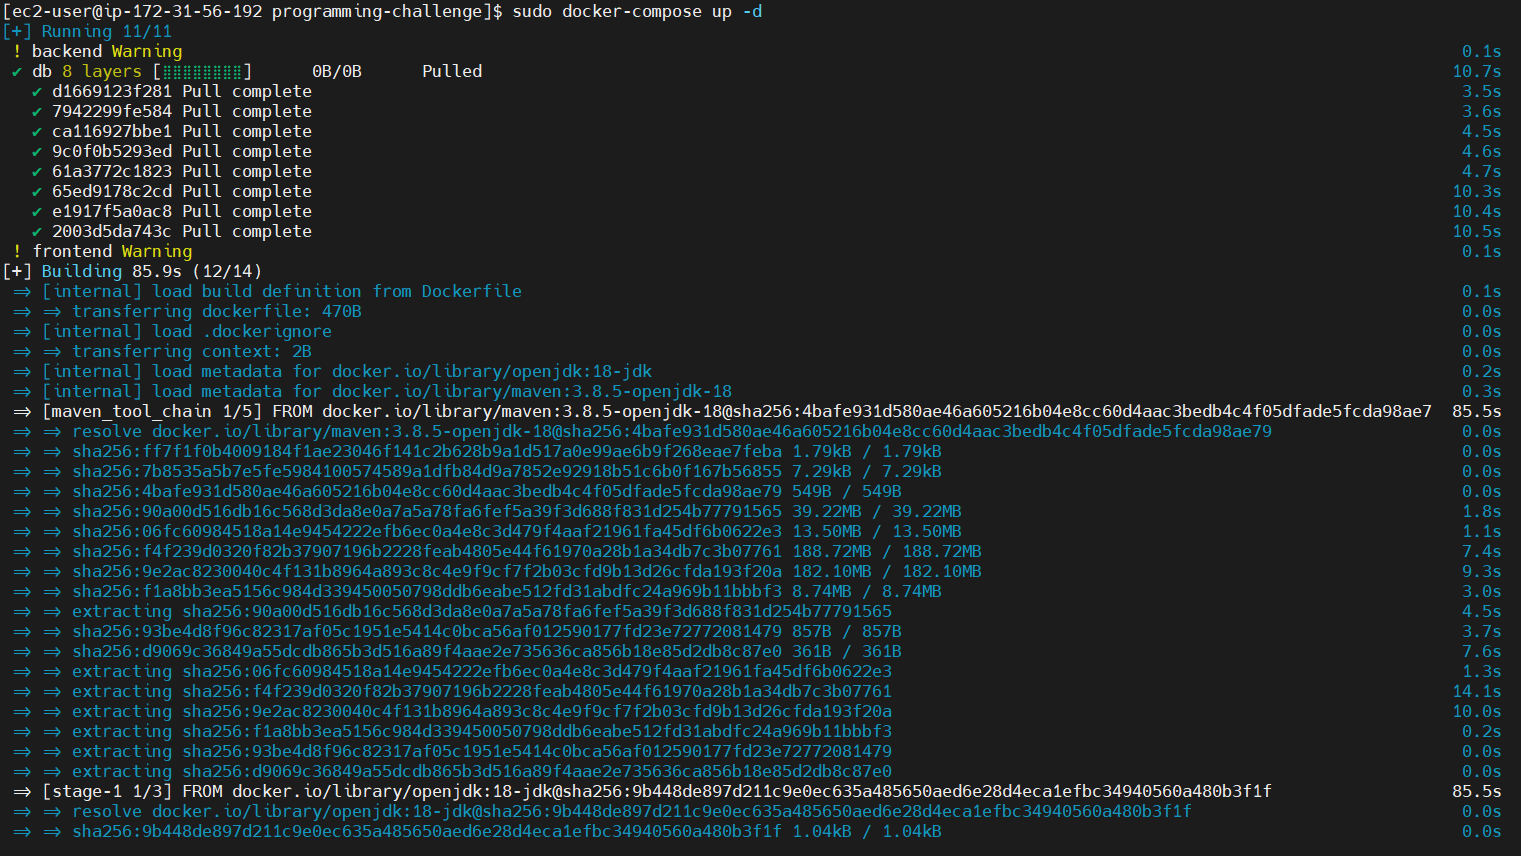 [ec2-user@ip-172-31-56-192 programming-challenge]$ sudo docker-compose up -d
[+] Running 11/11
! backend Warning 0.1s
✔ db 8 layers [⣿⣿⣿⣿⣿⣿⣿⣿] 0B/0B Pulled 10.7s
✔ d1669123f281 Pull complete 3.5s
✔ 7942299fe584 Pull complete 3.6s
✔ ca116927bbe1 Pull complete 4.5s
✔ 9c0f0b5293ed Pull complete 4.6s
✔ 61a3772c1823 Pull complete 4.7s
✔ 65ed9178c2cd Pull complete 10.3s
✔ e1917f5a0ac8 Pull complete 10.4s
✔ 2003d5da743c Pull complete 10.5s
! frontend Warning 0.1s
[+] Building 85.9s (12/14)
=> [internal] load build definition from Dockerfile 0.1s
=> => transferring dockerfile: 470B 0.0s
=> [internal] load .dockerignore 0.0s
=> => transferring context: 2B 0.0s
=> [internal] load metadata for docker.io/library/openjdk:18-jdk 0.2s
=> [internal] load metadata for docker.io/library/maven:3.8.5-openjdk-18 0.3s
=> [maven_tool_chain 1/5] FROM docker.io/library/maven:3.8.5-openjdk-18@sha256:4bafe931d580ae46a605216b04e8cc60d4aac3bedb4c4f05dfade5fcda98ae7 85.5s
=> => resolve docker.io/library/maven:3.8.5-openjdk-18@sha256:4bafe931d580ae46a605216b04e8cc60d4aac3bedb4c4f05dfade5fcda98ae79 0.0s
=> => sha256:ff7f1f0b4009184f1ae23046f141c2b628b9a1d517a0e99ae6b9f268eae7feba 1.79kB / 1.79kB 0.0s
=> => sha256:7b8535a5b7e5fe5984100574589a1dfb84d9a7852e92918b51c6b0f167b56855 7.29kB / 7.29kB 0.0s
=> => sha256:4bafe931d580ae46a605216b04e8cc60d4aac3bedb4c4f05dfade5fcda98ae79 549B / 549B 0.0s
=> => sha256:90a00d516db16c568d3da8e0a7a5a78fa6fef5a39f3d688f831d254b77791565 39.22MB / 39.22MB 1.8s
=> => sha256:06fc60984518a14e9454222efb6ec0a4e8c3d479f4aaf21961fa45df6b0622e3 13.50MB / 13.50MB 1.1s
=> => sha256:f4f239d0320f82b37907196b2228feab4805e44f61970a28b1a34db7c3b07761 188.72MB / 188.72MB 7.4s
=> => sha256:9e2ac8230040c4f131b8964a893c8c4e9f9cf7f2b03cfd9b13d26cfda193f20a 182.10MB / 182.10MB 9.3s
=> => sha256:f1a8bb3ea5156c984d339450050798ddb6eabe512fd31abdfc24a969b11bbbf3 8.74MB / 8.74MB 3.0s
=> => extracting sha256:90a00d516db16c568d3da8e0a7a5a78fa6fef5a39f3d688f831d254b77791565 4.5s
=> => sha256:93be4d8f96c82317af05c1951e5414c0bca56af012590177fd23e72772081479 857B / 857B 3.7s
=> => sha256:d9069c36849a55dcdb865b3d516a89f4aae2e735636ca856b18e85d2db8c87e0 361B / 361B 7.6s
=> => extracting sha256:06fc60984518a14e9454222efb6ec0a4e8c3d479f4aaf21961fa45df6b0622e3 1.3s
=> => extracting sha256:f4f239d0320f82b37907196b2228feab4805e44f61970a28b1a34db7c3b07761 14.1s
=> => extracting sha256:9e2ac8230040c4f131b8964a893c8c4e9f9cf7f2b03cfd9b13d26cfda193f20a 10.0s
=> => extracting sha256:f1a8bb3ea5156c984d339450050798ddb6eabe512fd31abdfc24a969b11bbbf3 0.2s
=> => extracting sha256:93be4d8f96c82317af05c1951e5414c0bca56af012590177fd23e72772081479 0.0s
=> => extracting sha256:d9069c36849a55dcdb865b3d516a89f4aae2e735636ca856b18e85d2db8c87e0 0.0s
=> [stage-1 1/3] FROM docker.io/library/openjdk:18-jdk@sha256:9b448de897d211c9e0ec635a485650aed6e28d4eca1efbc34940560a480b3f1f 85.5s
=> => resolve docker.io/library/openjdk:18-jdk@sha256:9b448de897d211c9e0ec635a485650aed6e28d4eca1efbc34940560a480b3f1f 0.0s
=> => sha256:9b448de897d211c9e0ec635a485650aed6e28d4eca1efbc34940560a480b3f1f 1.04kB / 1.04kB 0.0s